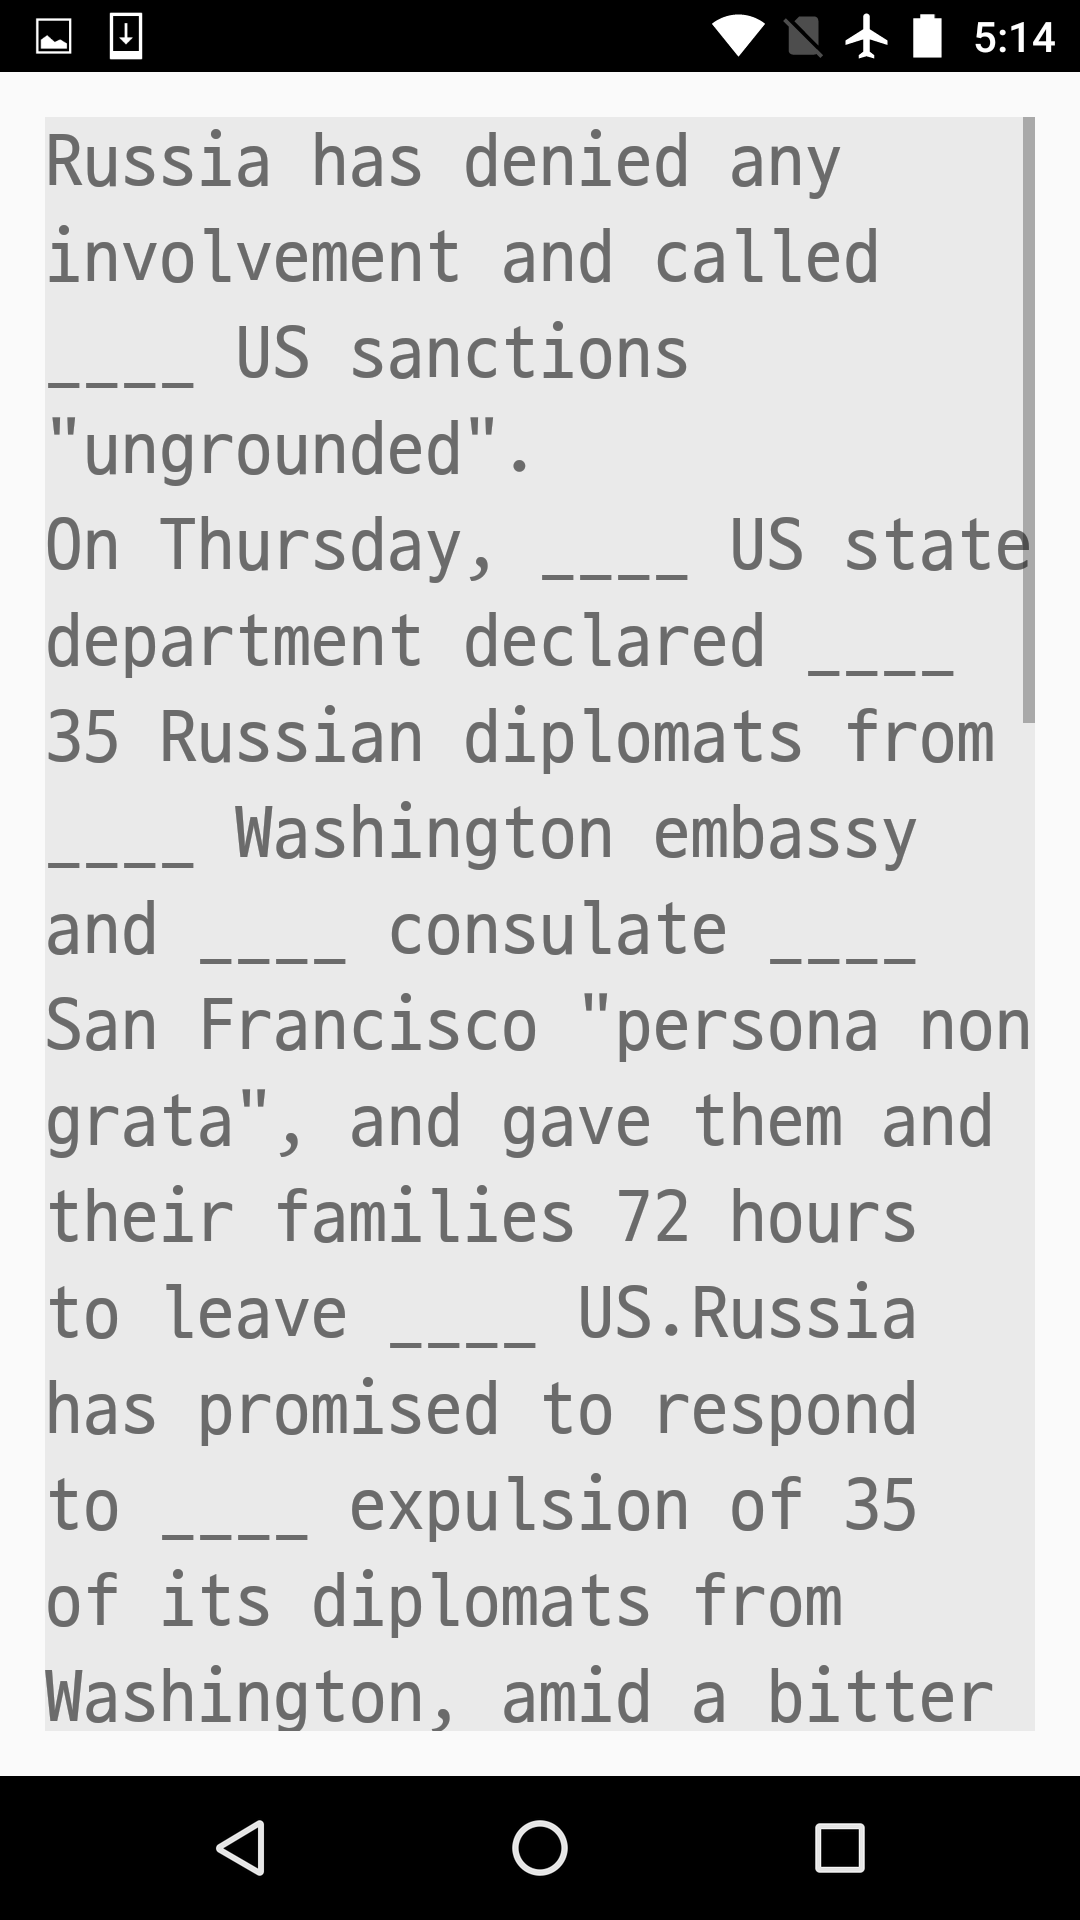 5:14
Russia has denied any
involvement and called
____ US sanctions
"ungrounded".
On Thursday, ____ US state
department declared ____
35 Russian diplomats from
____ Washington embassy
and ____ consulate ____
San Francisco "persona non
grata", and gave them and
their families 72 hours
to leave ____ US.Russia
has promised to respond
to ____ expulsion of 35
of its diplomats from
Washington, amid a bitter